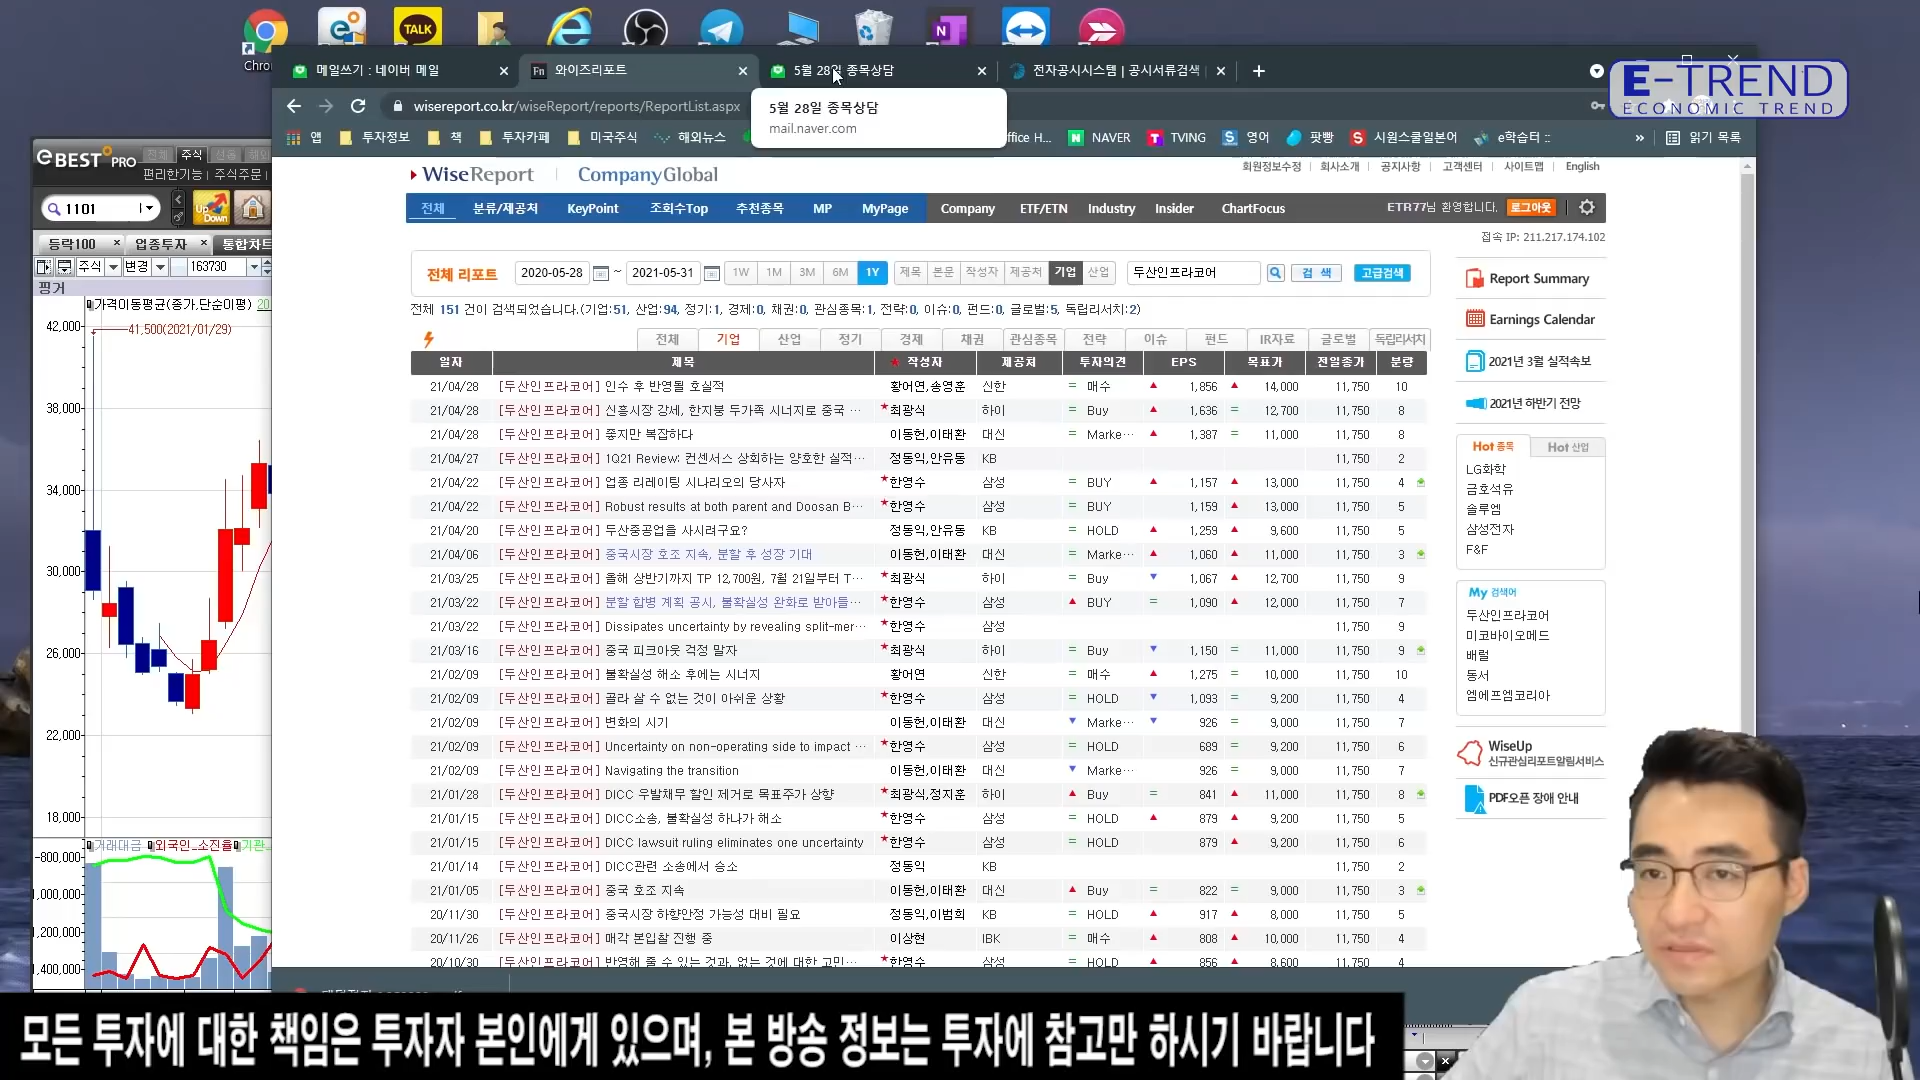 TALK
메일쓰기 : 네이버 메일
와이즈리포트
5월 28일 종목상담
전자공시시스템 | 공시서류검색
E-TREND
ECONOMIC TREND
wisereport.co.kr/wiseReport/reports/ReportList.aspx
5월 28일 종목상담
mail.naver.com
앱 투자정보 책 투자카페 미국주식 해외뉴스 NAVER TVING 영어 팟빵 시원스쿨일본어 e학습터 :: » 읽기 목록
eBEST PRO
전체 주식
편리한기능 주식주문
1101
등락100 업종투자 통합차트
주식 변경 163730
핑거
가격이동평균(종가,단순이평) 20
42,000
41,500(2021/01/29)
38,000
34,000
30,000
26,000
22,000
18,000
WiseReport CompanyGlobal
회원정보수정 회사소개 공지사항 고객센터 사이트맵 English
전체 분류/제공처 KeyPoint 조회수Top 추천종목 MP MyPage Company ETF/ETN Industry Insider ChartFocus ETR77님 환영합니다. 로그아웃
접속 IP: 211.217.174.102
전체 리포트 2020-05-28 ~ 2021-05-31 1W 1M 3M 6M 1Y 제목 본문 작성자 제공처 기업 산업 두산인프라코어 검 색 고급검색
전체 151 건이 검색되었습니다.(기업:51, 산업:94, 정기:1, 경제:0, 채권:0, 관심종목:1, 전략:0, 이슈:0, 펀드:0, 글로벌:5, 독립리서치:2)
전체 기업 산업 정기 경제 채권 관심종목 전략 이슈 펀드 IR자료 글로벌 독립리서치
일자 제목 ★ 작성자 제공처 투자의견 EPS 목표가 전일종가 분량
21/04/28 [두산인프라코어] 인수 후 반영될 호실적 황어연,송영훈 신한 = 매수 ▲ 1,856 ▲ 14,000 11,750 10
21/04/28 [두산인프라코어] 신흥시장 강세, 한지붕 두가족 시너지로 중국 … ★최광식 하이 = Buy ▲ 1,636 = 12,700 11,750 8
21/04/28 [두산인프라코어] 좋지만 복잡하다 이동헌,이태환 대신 = Marke… ▲ 1,387 = 11,000 11,750 8
21/04/27 [두산인프라코어] 1Q21 Review: 컨센서스 상회하는 양호한 실적… 정동익,안유동 KB 11,750 2
21/04/22 [두산인프라코어] 업종 리레이팅 시나리오의 당사자 ★한영수 삼성 = BUY ▲ 1,157 ▲ 13,000 11,750 4
21/04/22 [두산인프라코어] Robust results at both parent and Doosan B… ★한영수 삼성 = BUY 1,159 ▲ 13,000 11,750 5
21/04/20 [두산인프라코어] 두산중공업을 사시려구요? 정동익,안유동 KB = HOLD ▲ 1,259 ▲ 9,600 11,750 5
21/04/06 [두산인프라코어] 중국시장 호조 지속, 분할 후 성장 기대 이동헌,이태환 대신 = Marke… ▲ 1,060 ▲ 11,000 11,750 3
21/03/25 [두산인프라코어] 올해 상반기까지 TP 12,700원, 7월 21일부터 T… ★최광식 하이 = Buy ▼ 1,067 ▲ 12,700 11,750 9
21/03/22 [두산인프라코어] 분할 합병 계획 공시, 불확실성 완화로 받아들… ★한영수 삼성 ▲ BUY = 1,090 ▲ 12,000 11,750 7
21/03/22 [두산인프라코어] Dissipates uncertainty by revealing split-mer… ★한영수 삼성 11,750 9
21/03/16 [두산인프라코어] 중국 피크아웃 걱정 말자 ★최광식 하이 = Buy ▼ 1,150 = 11,000 11,750 9
21/02/09 [두산인프라코어] 불확실성 해소 후에는 시너지 황어연 신한 = 매수 ▲ 1,275 = 10,000 11,750 10
21/02/09 [두산인프라코어] 골라 살 수 없는 것이 아쉬운 상황 ★한영수 삼성 = HOLD ▼ 1,093 = 9,200 11,750 4
21/02/09 [두산인프라코어] 변화의 시기 이동헌,이태환 대신 ▼ Marke… ▼ 926 = 9,000 11,750 7
21/02/09 [두산인프라코어] Uncertainty on non-operating side to impact … ★한영수 삼성 = HOLD 689 = 9,200 11,750 6
21/02/09 [두산인프라코어] Navigating the transition 이동헌,이태환 대신 ▼ Marke… 926 = 9,000 11,750 7
21/01/28 [두산인프라코어] DICC 우발채무 할인 제거로 목표주가 상향 ★최광식,정지훈 하이 ▲ Buy = 841 ▲ 11,000 11,750 8
21/01/15 [두산인프라코어] DICC소송, 불확실성 하나가 해소 ★한영수 삼성 = HOLD ▲ 879 ▲ 9,200 11,750 4
21/01/15 [두산인프라코어] DICC lawsuit ruling eliminates one uncertainty ★한영수 삼성 = HOLD 879 ▲ 9,200 11,750 6
21/01/14 [두산인프라코어] DICC관련 소송에서 승소 정동익 KB 11,750 2
21/01/05 [두산인프라코어] 중국 호조 지속 이동헌,이태환 대신 ▲ Buy = 822 = 9,000 11,750 3
20/11/30 [두산인프라코어] 중국시장 하향안정 가능성 대비 필요 정동익,이범희 KB = HOLD ▲ 917 ▲ 8,000 11,750 5
20/11/26 [두산인프라코어] 매각 본입찰 진행 중 이상현 IBK = 매수 ▲ 808 ▲ 10,000 11,750 4
20/10/30 [두산인프라코어] 반영해 줄 수 있는 것과, 없는 것에 대한 고민… ★한영수 삼성 = HOLD ▲ 856 ▲ 8,600 11,750 4
Report Summary
Earnings Calendar
2021년 3월 실적속보
2021년 하반기 전망
Hot 종목 Hot 산업
LG화학
금호석유
솔루엠
삼성전자
F&F
My 검색어
두산인프라코어
미코바이오메드
배럴
동서
엠에프엠코리아
WiseUp
신규관심리포트알림서비스
PDF오픈 장애 안내
거래대금 외국인_소진율 기관
-800,000
모든 투자에 대한 책임은 투자자 본인에게 있으며, 본 방송 정보는 투자에 참고만 하시기 바랍니다